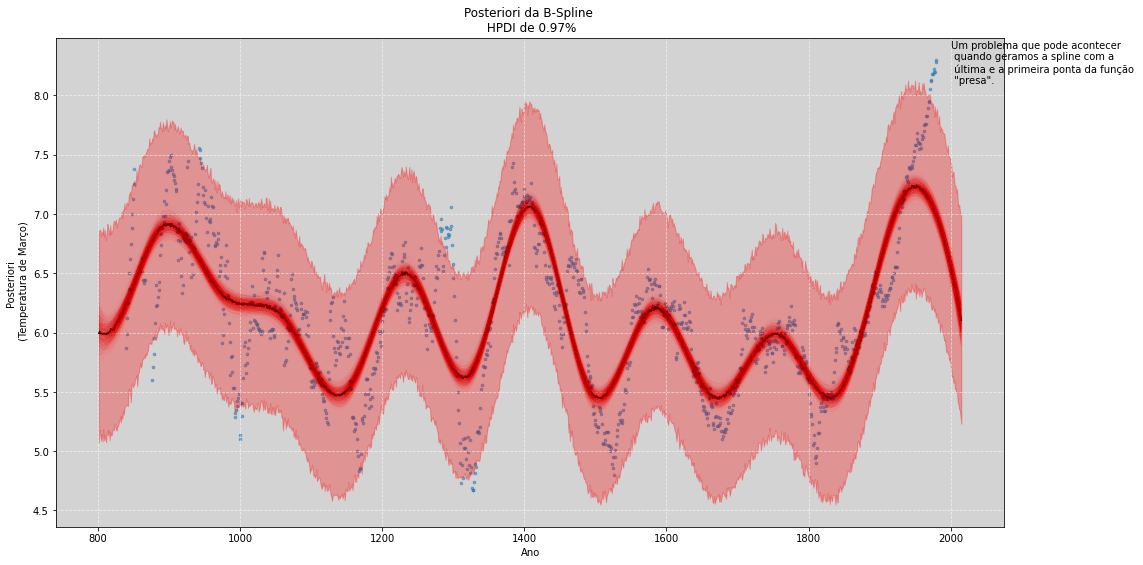 Posteriori da B-Spline
HPDI de 0.97%
Um problema que pode acontecer
quando geramos a spline com a
última e a primeira ponta da função
"presa".
Posteriori
(Temperatura de Março)
8.0
7.5
7.0
6.5
6.0
5.5
5.0
4.5
800
1000
1200
1400
1600
1800
2000
Ano